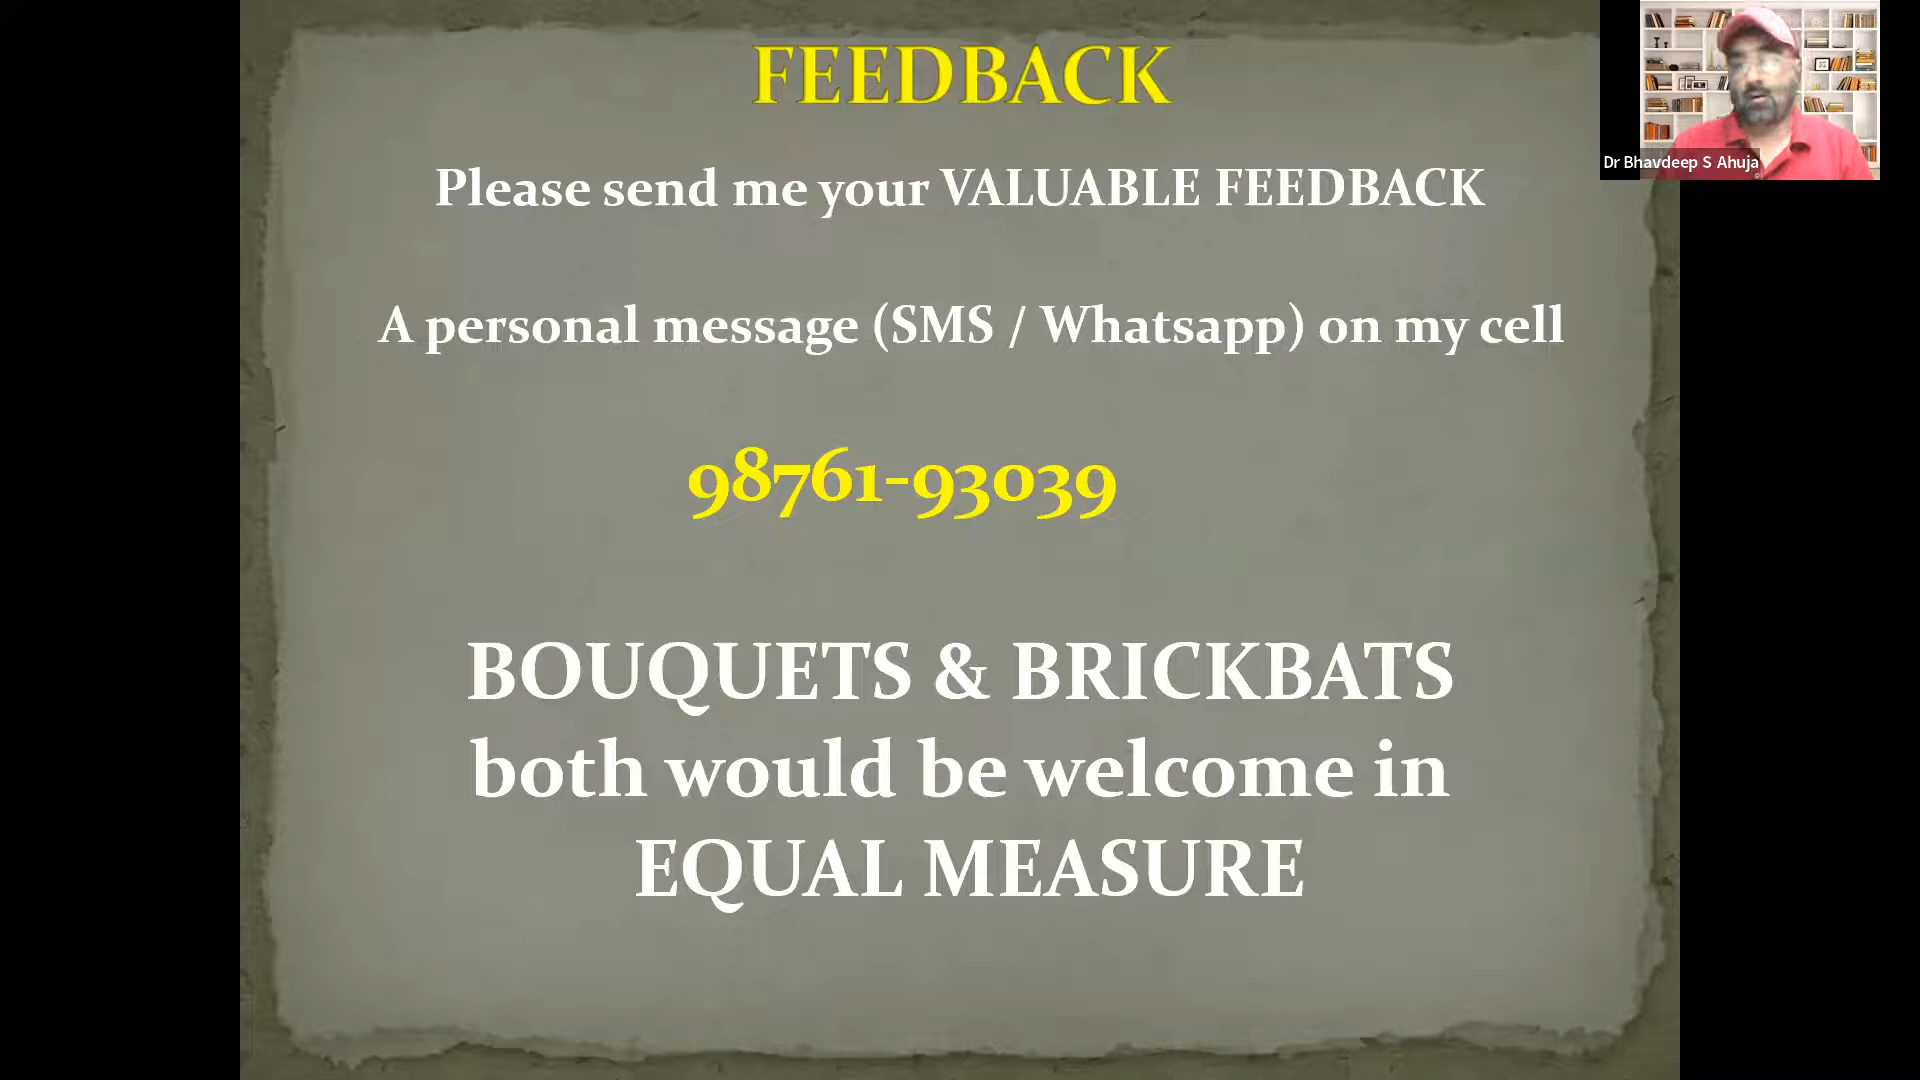 FEEDBACK
Dr Bhavdeep S Ahuja
Please send me your VALUABLE FEEDBACK
A personal message (SMS / Whatsapp) on my cell
98761-93039
BOUQUETS & BRICKBATS
both would be welcome in
EQUAL MEASURE